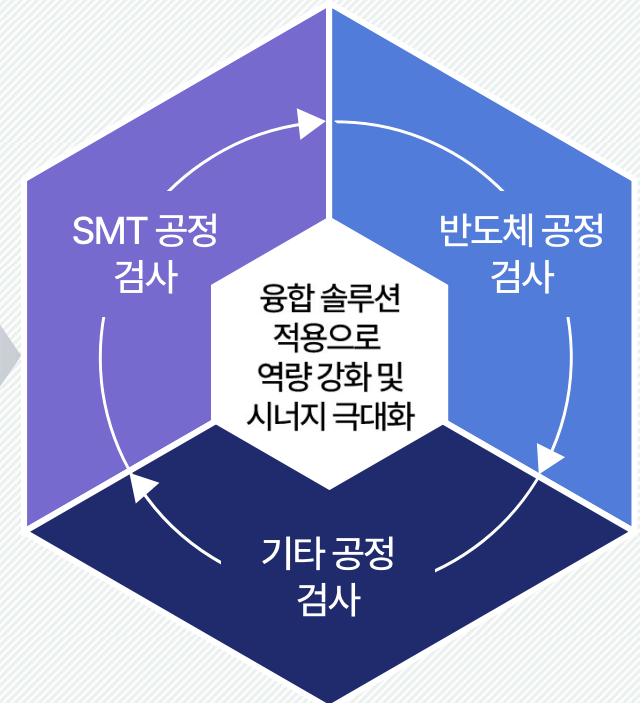 SMT 공정
검사
반도체 공정
검사
융합 솔루션
적용으로
역량 강화 및
시너지 극대화
기타 공정
검사